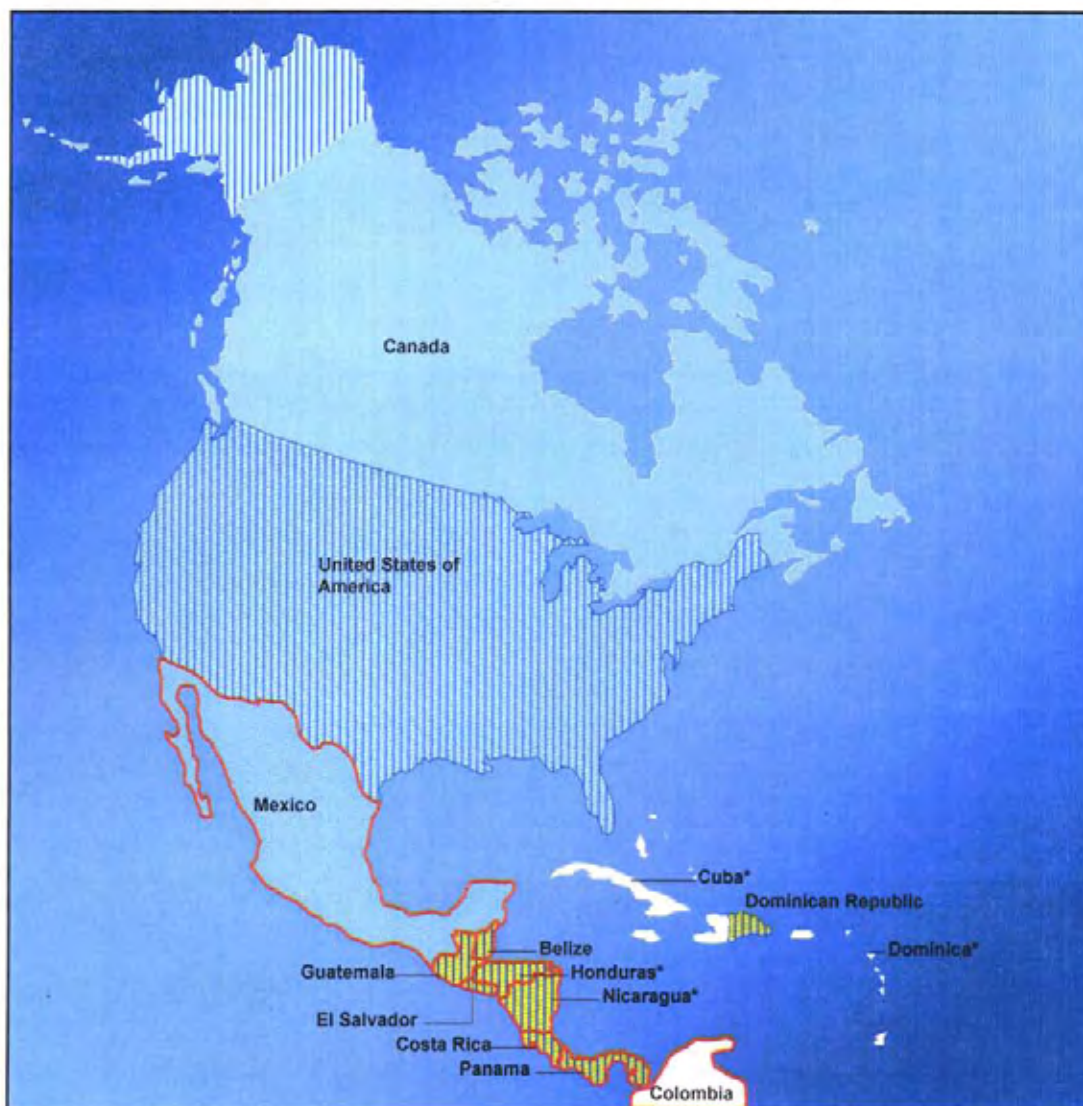 Canada
United States of
America
Mexico
Cuba*
Dominican Republic
Belize
Dominica*
Guatemala
Honduras*
Nicaragua*
El Salvador
Costa Rica
Panama
Colombia